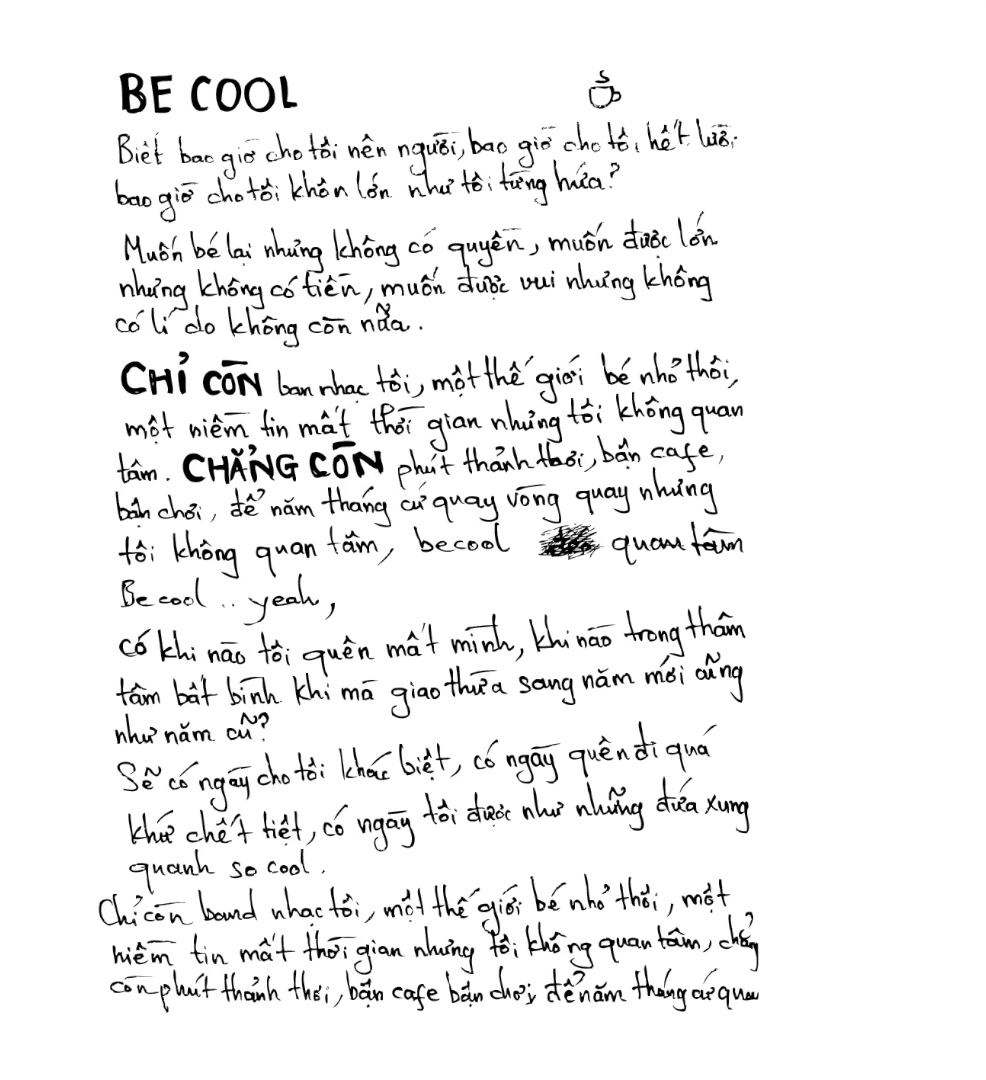 BE COOL
Biết bao giờ cho tôi nên người, bao giờ cho tôi hết lười
bao giờ cho tôi khôn lớn như tôi từng hứa?
Muốn bé lại nhưng không có quyền, muốn được lớn
nhưng không có tiền, muốn được vui nhưng không
có lí do không còn nữa.
CHỈ CÒN ban nhạc tôi, một thế giới bé nhỏ thôi,
một niềm tin mất thời gian nhưng tôi không quan
tâm. CHẲNG CÒN phút thảnh thơi, bận cafe,
bận chơi, để năm tháng cứ quay vòng quay nhưng
tôi không quan tâm, becool quan tâm
Be cool .. yeah,
có khi nào tôi quên mất mình, khi nào trong thâm
tâm bất bình khi mà giao thừa sang năm mới cũng
như năm cũ?
Sẽ có ngày cho tôi khác biệt, có ngày quên đi quá
khứ chết tiệt, có ngày tôi được như những đứa xung
quanh so cool.
Chỉ còn band nhạc tôi, một thế giới bé nhỏ thôi, một
niềm tin mất thời gian nhưng tôi không quan tâm, chẳng
còn phút thảnh thơi, bận cafe bận chơi, để năm tháng cứ quay